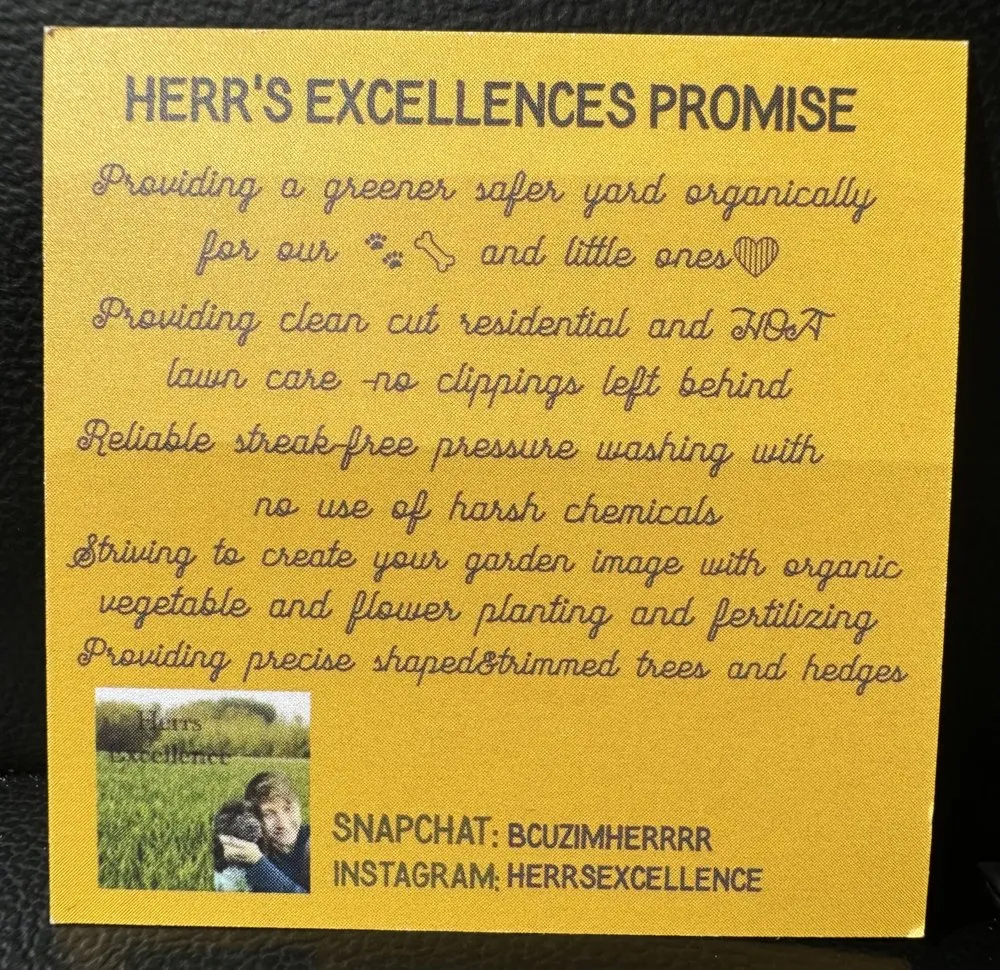 HERR'S EXCELLENCES PROMISE
Providing a greener safer yard organically
for our 🐾🦴 and little ones♥
Providing clean cut residential and HOA
lawn care -no clippings left behind
Reliable streak-free pressure washing with
no use of harsh chemicals
Striving to create your garden image with organic
vegetable and flower planting and fertilizing
Providing precise shaped&trimmed trees and hedges
Herrs
Excellence
SNAPCHAT: BCUZIMHERRRR
INSTAGRAM: HERRSEXCELLENCE